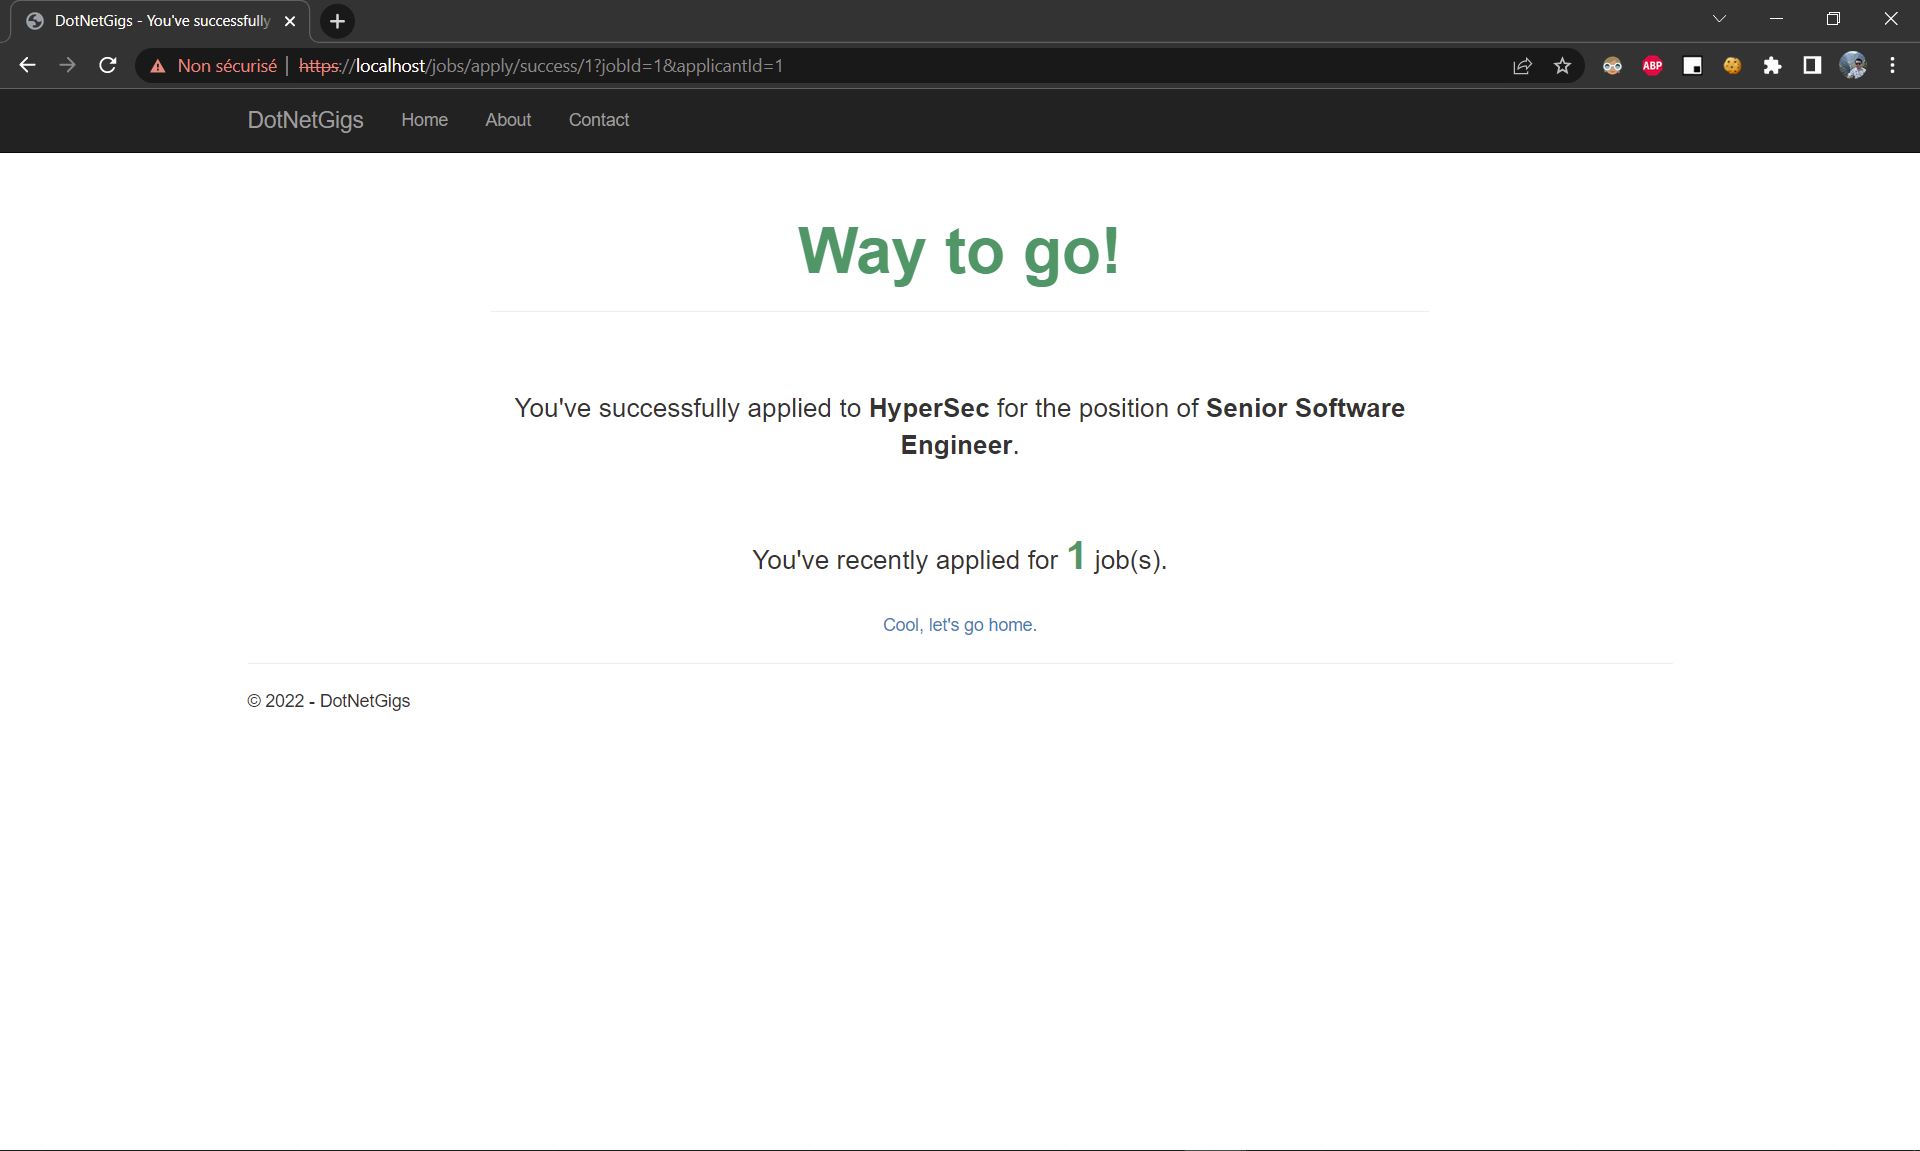 DotNetGigs - You've successfully
Non sécurisé | https://localhost/jobs/apply/success/1?jobId=1&applicantId=1
ABP
DotNetGigs Home About Contact
Way to go!
You've successfully applied to HyperSec for the position of Senior Software
Engineer.
You've recently applied for 1 job(s).
Cool, let's go home.
© 2022 - DotNetGigs